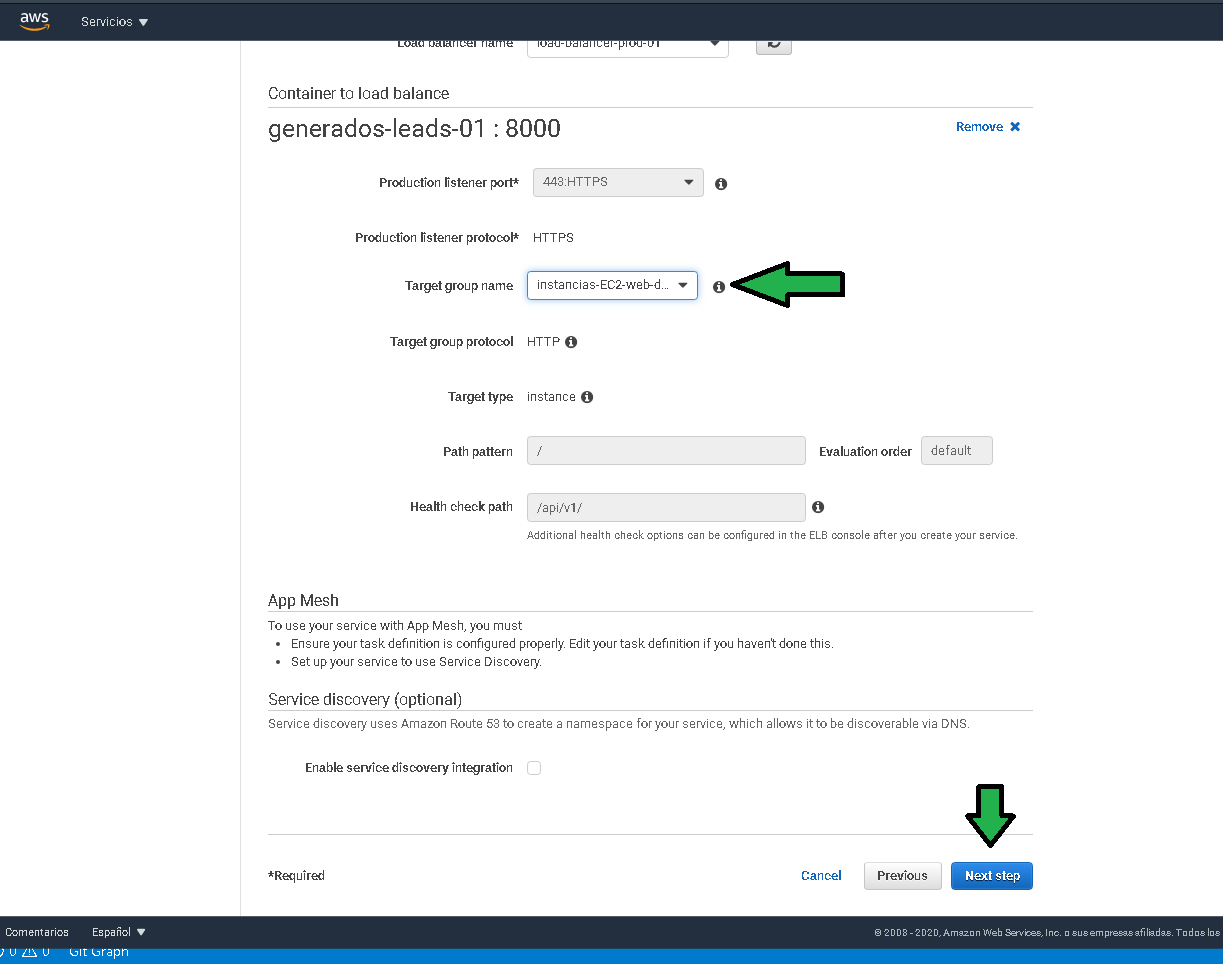 aws
Servicios
Load balancer name load-balancer-prod-01
Container to load balance
generados-leads-01 : 8000
Remove
Production listener port* 443:HTTPS
Production listener protocol* HTTPS
Target group name instancias-EC2-web-d...
Target group protocol HTTP
Target type instance
Path pattern / Evaluation order default
Health check path /api/v1/
Additional health check options can be configured in the ELB console after you create your service.
App Mesh
To use your service with App Mesh, you must
Ensure your task definition is configured properly. Edit your task definition if you haven't done this.
Set up your service to use Service Discovery.
Service discovery (optional)
Service discovery uses Amazon Route 53 to create a namespace for your service, which allows it to be discoverable via DNS.
Enable service discovery integration
*Required Cancel Previous Next step
Comentarios Español © 2008 - 2020, Amazon Web Services, Inc. o sus empresas afiliadas. Todos los
0 0 Git Graph